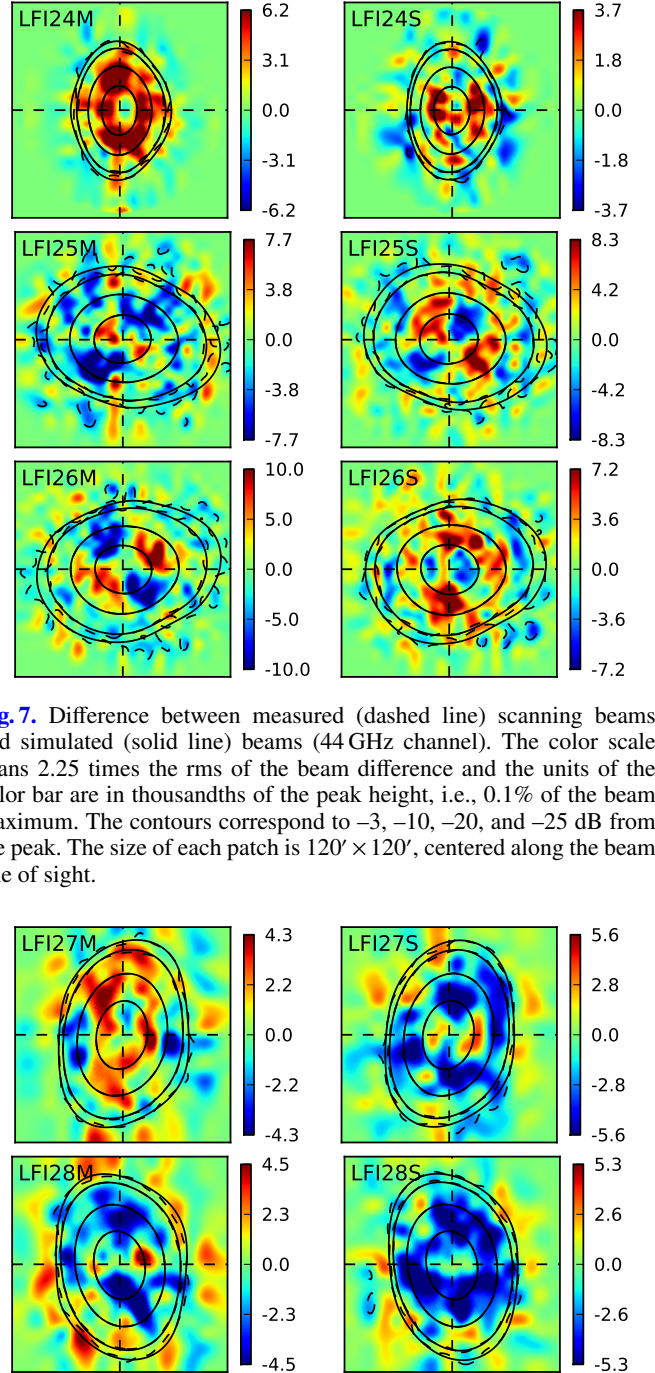 LFI24M
6.2
3.1
0.0
-3.1
-6.2
LFI24S
3.7
1.8
0.0
-1.8
-3.7
LFI25M
7.7
3.8
0.0
-3.8
-7.7
LFI25S
8.3
4.2
0.0
-4.2
-8.3
LFI26M
10.0
5.0
0.0
-5.0
-10.0
LFI26S
7.2
3.6
0.0
-3.6
-7.2
g. 7. Difference between measured (dashed line) scanning beams
d simulated (solid line) beams (44 GHz channel). The color scale
ans 2.25 times the rms of the beam difference and the units of the
lor bar are in thousandths of the peak height, i.e., 0.1% of the beam
aximum. The contours correspond to –3, –10, –20, and –25 dB from
e peak. The size of each patch is 120′ × 120′, centered along the beam
e of sight.
LFI27M
4.3
2.2
0.0
-2.2
-4.3
LFI27S
5.6
2.8
0.0
-2.8
-5.6
LFI28M
4.5
2.3
0.0
-2.3
-4.5
LFI28S
5.3
2.6
0.0
-2.6
-5.3